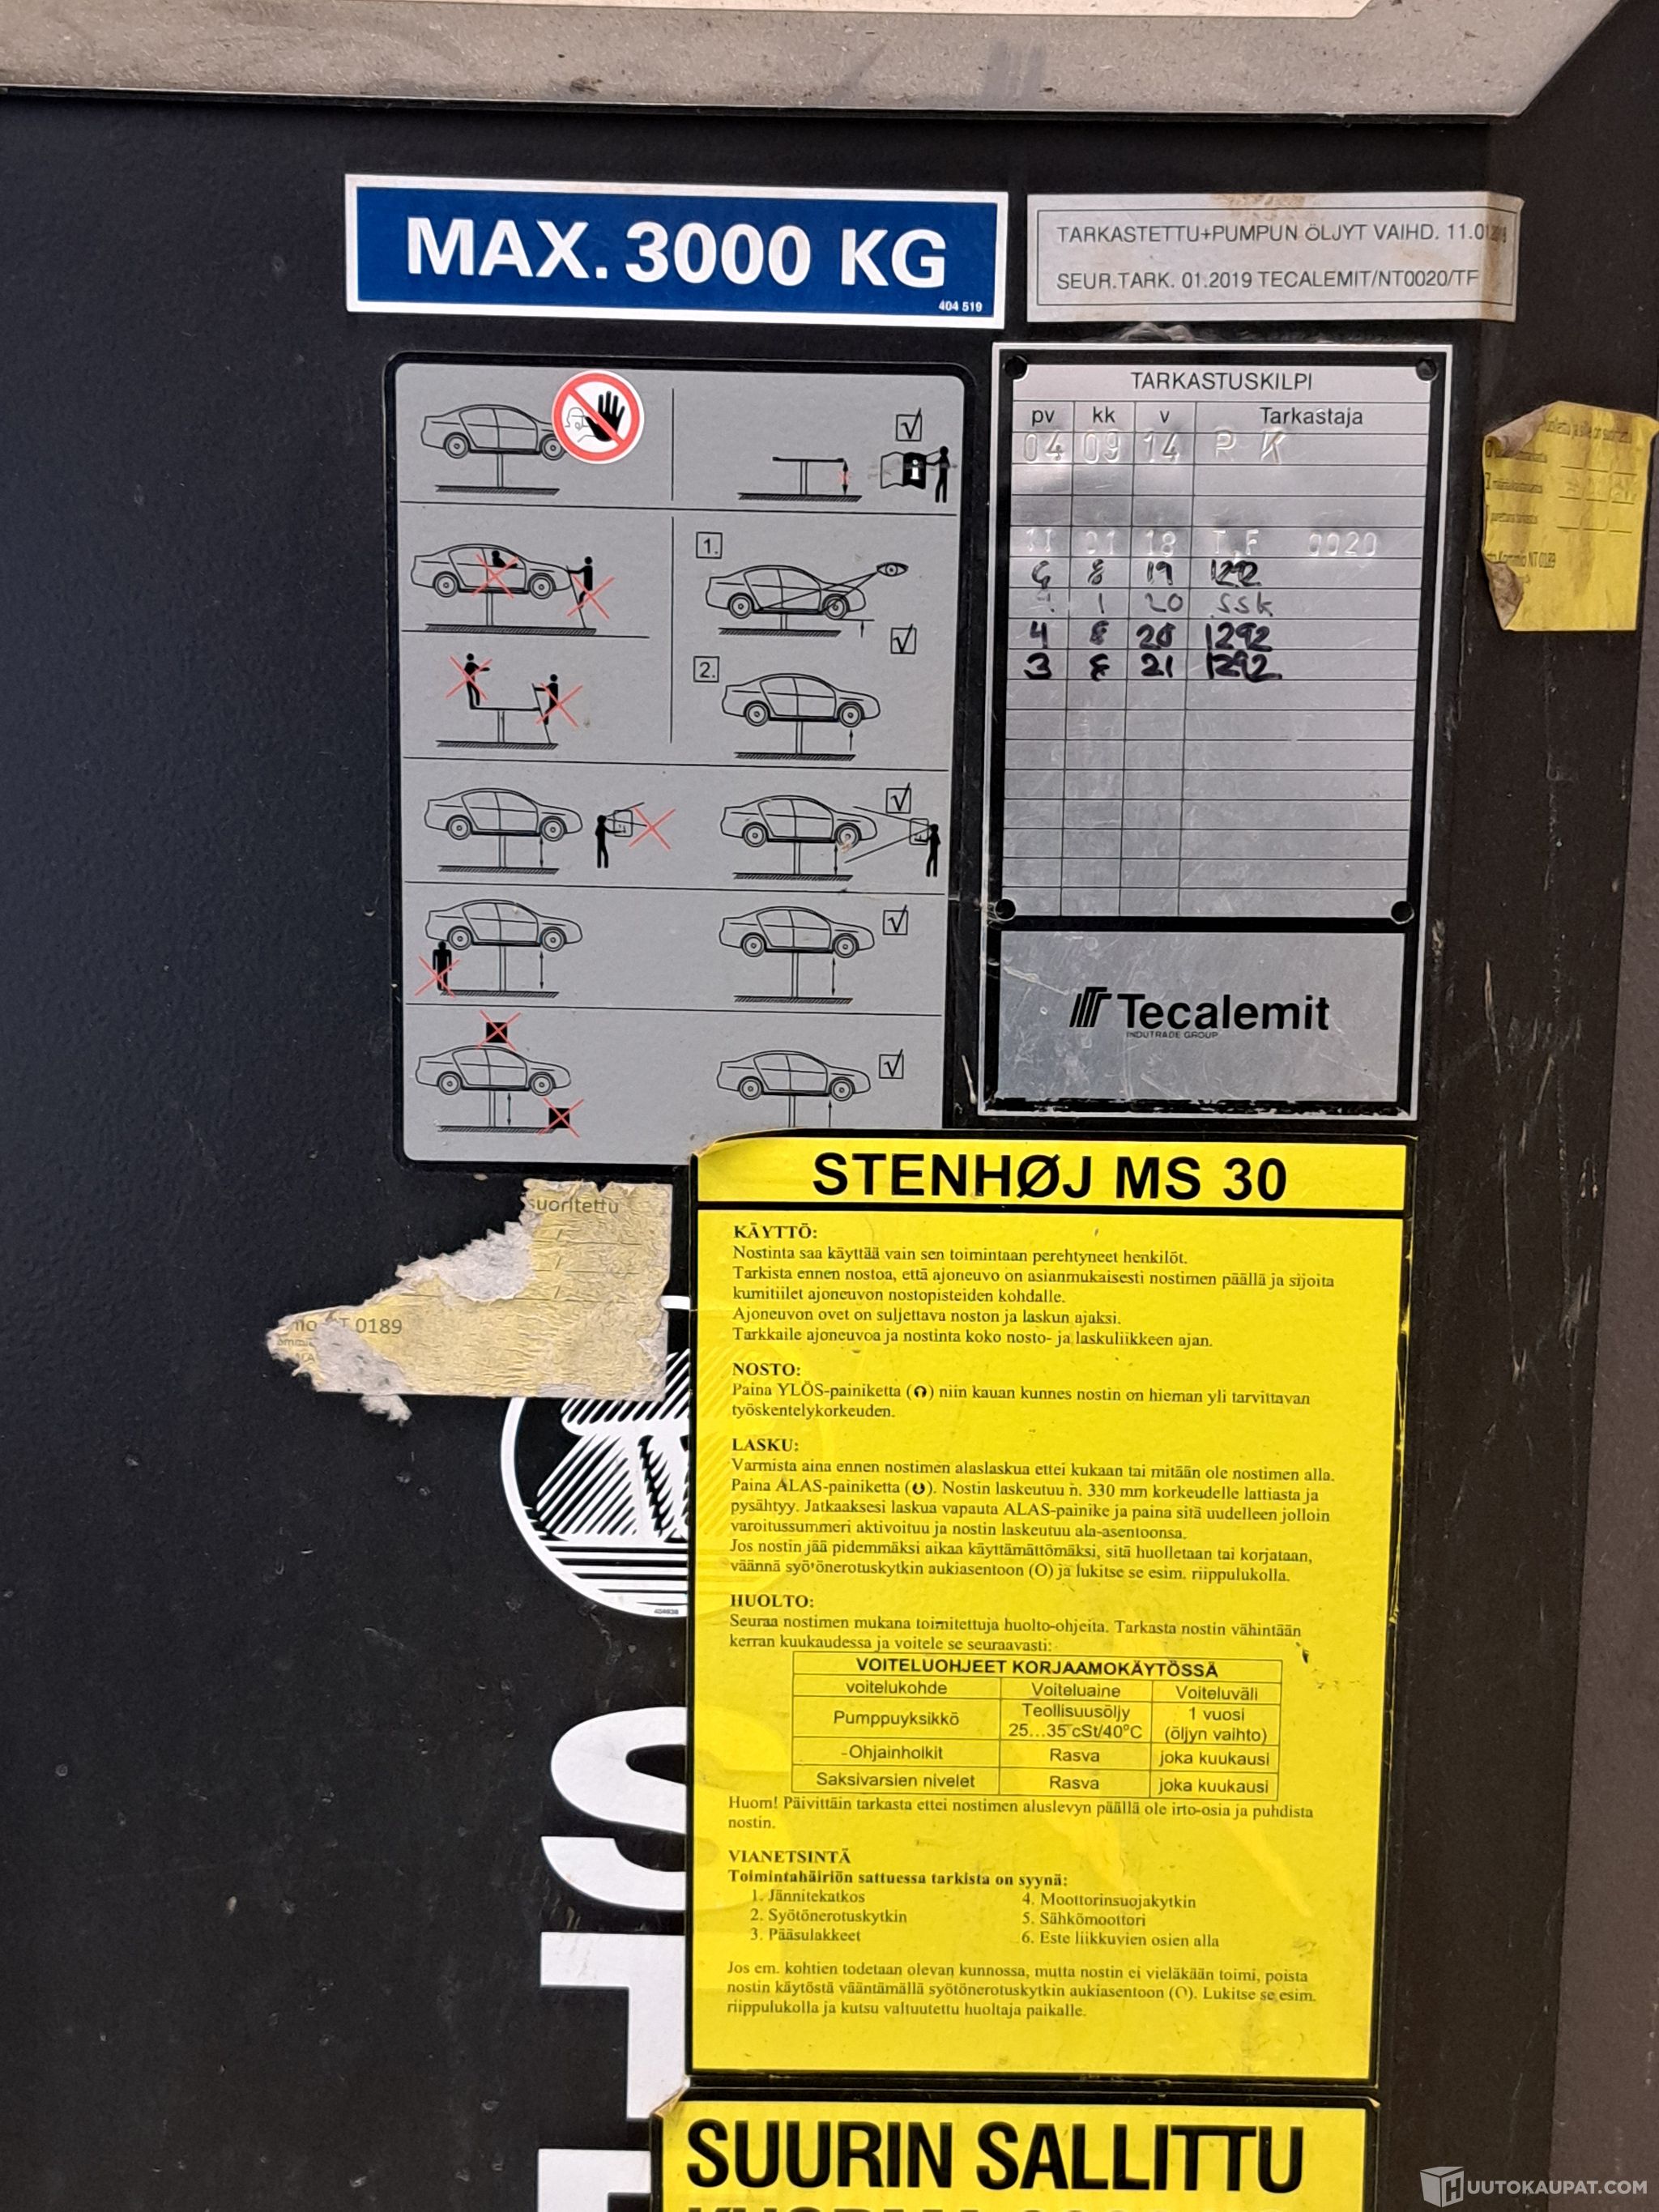 MAX. 3000 KG
404 519
TARKASTETTU+PUMPUN ÖLJYT VAIHD. 11.01.
SEUR.TARK. 01.2019 TECALEMIT/NT0020/TF
TARKASTUSKILPI
pv kk v Tarkastaja
04 09 14 P K
11 01 18 T.F 0020
6 8 19
1 20 SSK
4 8 20 1292
3 8 21 1292
NT 0189
1.
2.
Tecalemit
INDUTRADE GROUP
suoritettu
0189
404638
STENHØJ MS 30
KÄYTTÖ:
Nostinta saa käyttää vain sen toimintaan perehtyneet henkilöt.
Tarkista ennen nostoa, että ajoneuvo on asianmukaisesti nostimen päällä ja sijoita
kumitiilet ajoneuvon nostopisteiden kohdalle.
Ajoneuvon ovet on suljettava noston ja laskun ajaksi.
Tarkkaile ajoneuvoa ja nostinta koko nosto- ja laskuliikkeen ajan.
NOSTO:
Paina YLÖS-painiketta ( ) niin kauan kunnes nostin on hieman yli tarvittavan
työskentelykorkeuden.
LASKU:
Varmista aina ennen nostimen alaslaskua ettei kukaan tai mitään ole nostimen alla.
Paina ALAS-painiketta ( ). Nostin laskeutuu n. 330 mm korkeudelle lattiasta ja
pysähtyy. Jatkaaksesi laskua vapauta ALAS-painike ja paina sitä uudelleen jolloin
varoitussummeri aktivoituu ja nostin laskeutuu ala-asentoonsa.
Jos nostin jää pidemmäksi aikaa käyttämättömäksi, sitä huolletaan tai korjataan,
väännä syötönerotuskytkin aukiasentoon (O) ja lukitse se esim. riippulukolla.
HUOLTO:
Seuraa nostimen mukana toimitettuja huolto-ohjeita. Tarkasta nostin vähintään
kerran kuukaudessa ja voitele se seuraavasti:
VOITELUOHJEET KORJAAMOKÄYTÖSSÄ
voitelukohde Voiteluaine Voiteluväli
Pumppuyksikkö Teollisuusöljy 1 vuosi
25...35 cSt/40°C (öljyn vaihto)
-Ohjainholkit Rasva joka kuukausi
Saksivarsien nivelet Rasva joka kuukausi
Huom! Päivittäin tarkasta ettei nostimen aluslevyn päällä ole irto-osia ja puhdista
nostin.
VIANETSINTÄ
Toimintahäiriön sattuessa tarkista on syynä:
1. Jännitekatkos 4. Moottorinsuojakytkin
2. Syötönerotuskytkin 5. Sähkömoottori
3. Pääsulakkeet 6. Este liikkuvien osien alla
Jos em. kohtien todetaan olevan kunnossa, mutta nostin ei vieläkään toimi, poista
nostin käytöstä vääntämällä syötönerotuskytkin aukiasentoon (O). Lukitse se esim.
riippulukolla ja kutsu valtuutettu huoltaja paikalle.
ST
SUURIN SALLITTU
HUUTOKAUPAT.COM